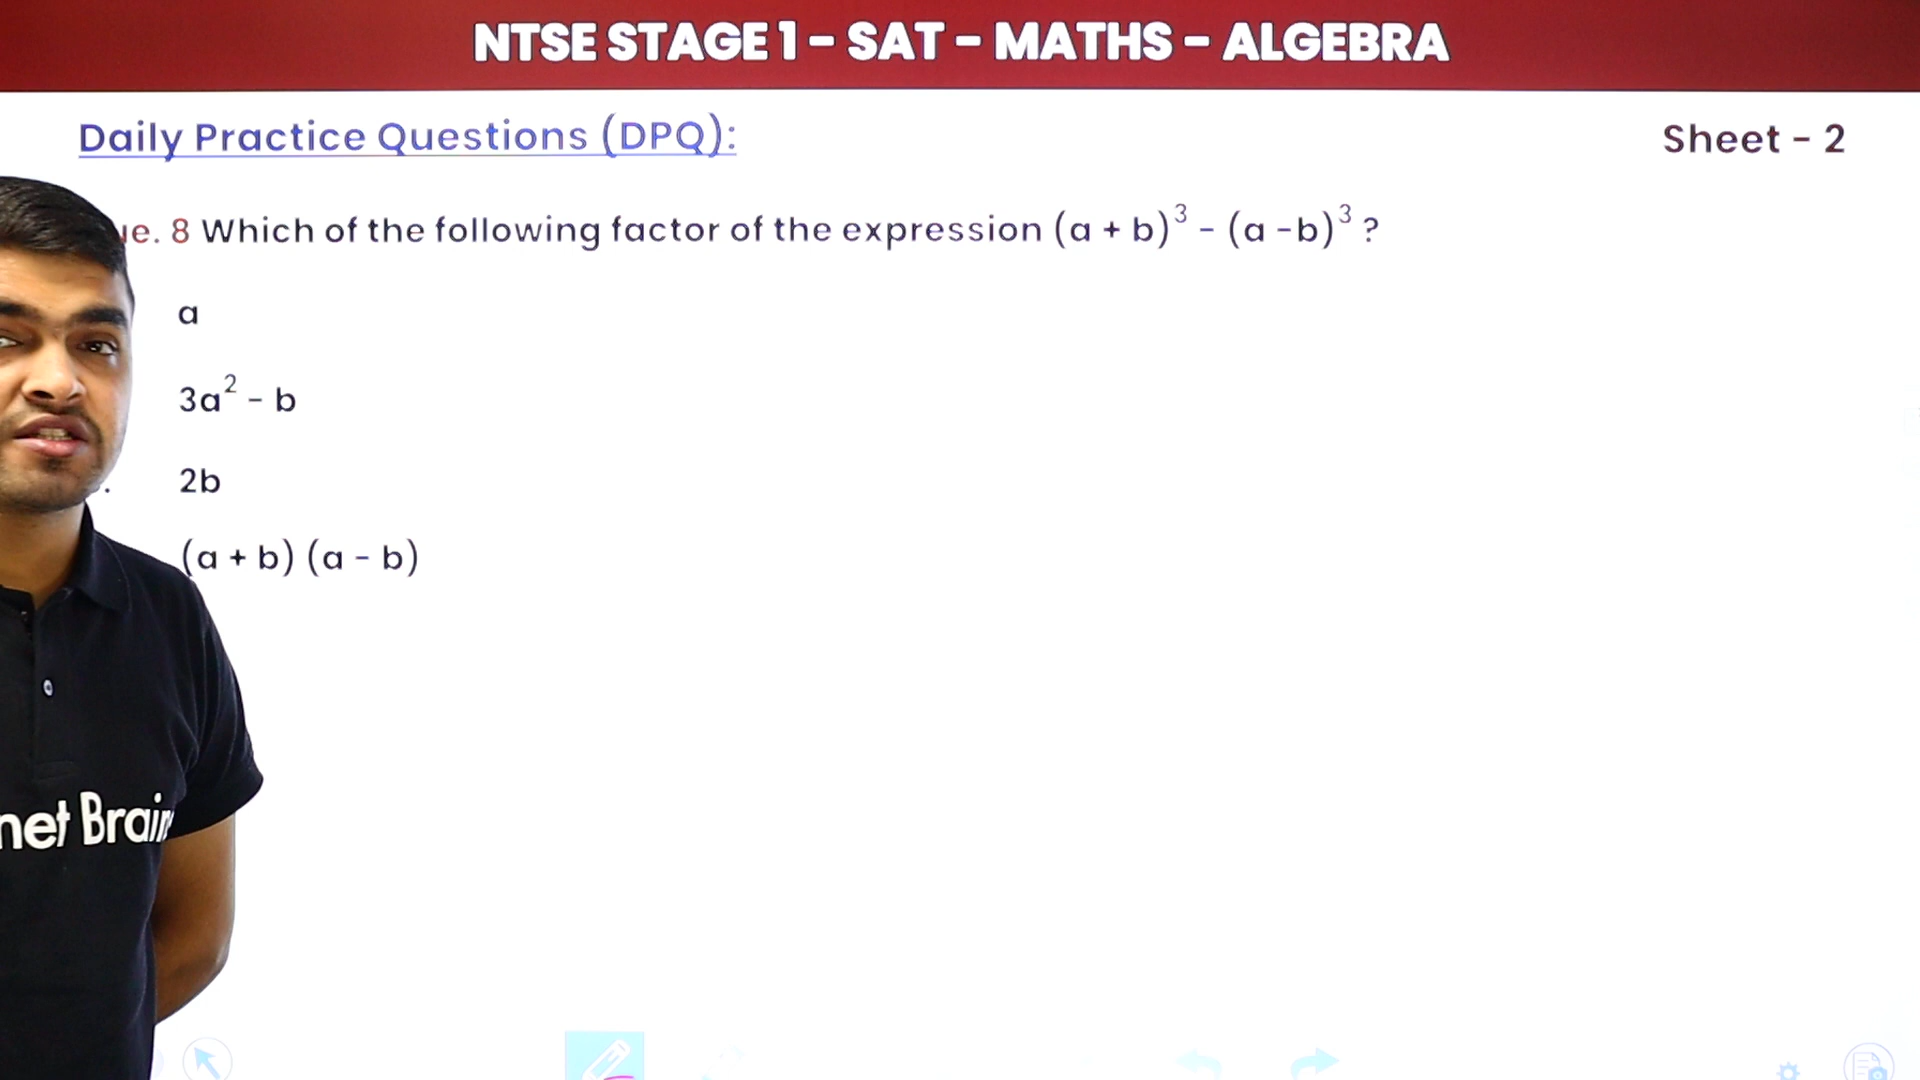 NTSE STAGE 1 - SAT - MATHS - ALGEBRA
Daily Practice Questions (DPQ):
Sheet - 2
ue. 8 Which of the following factor of the expression (a + b)³ - (a -b)³ ?
a
3a² - b
2b
(a + b) (a - b)
net Brain